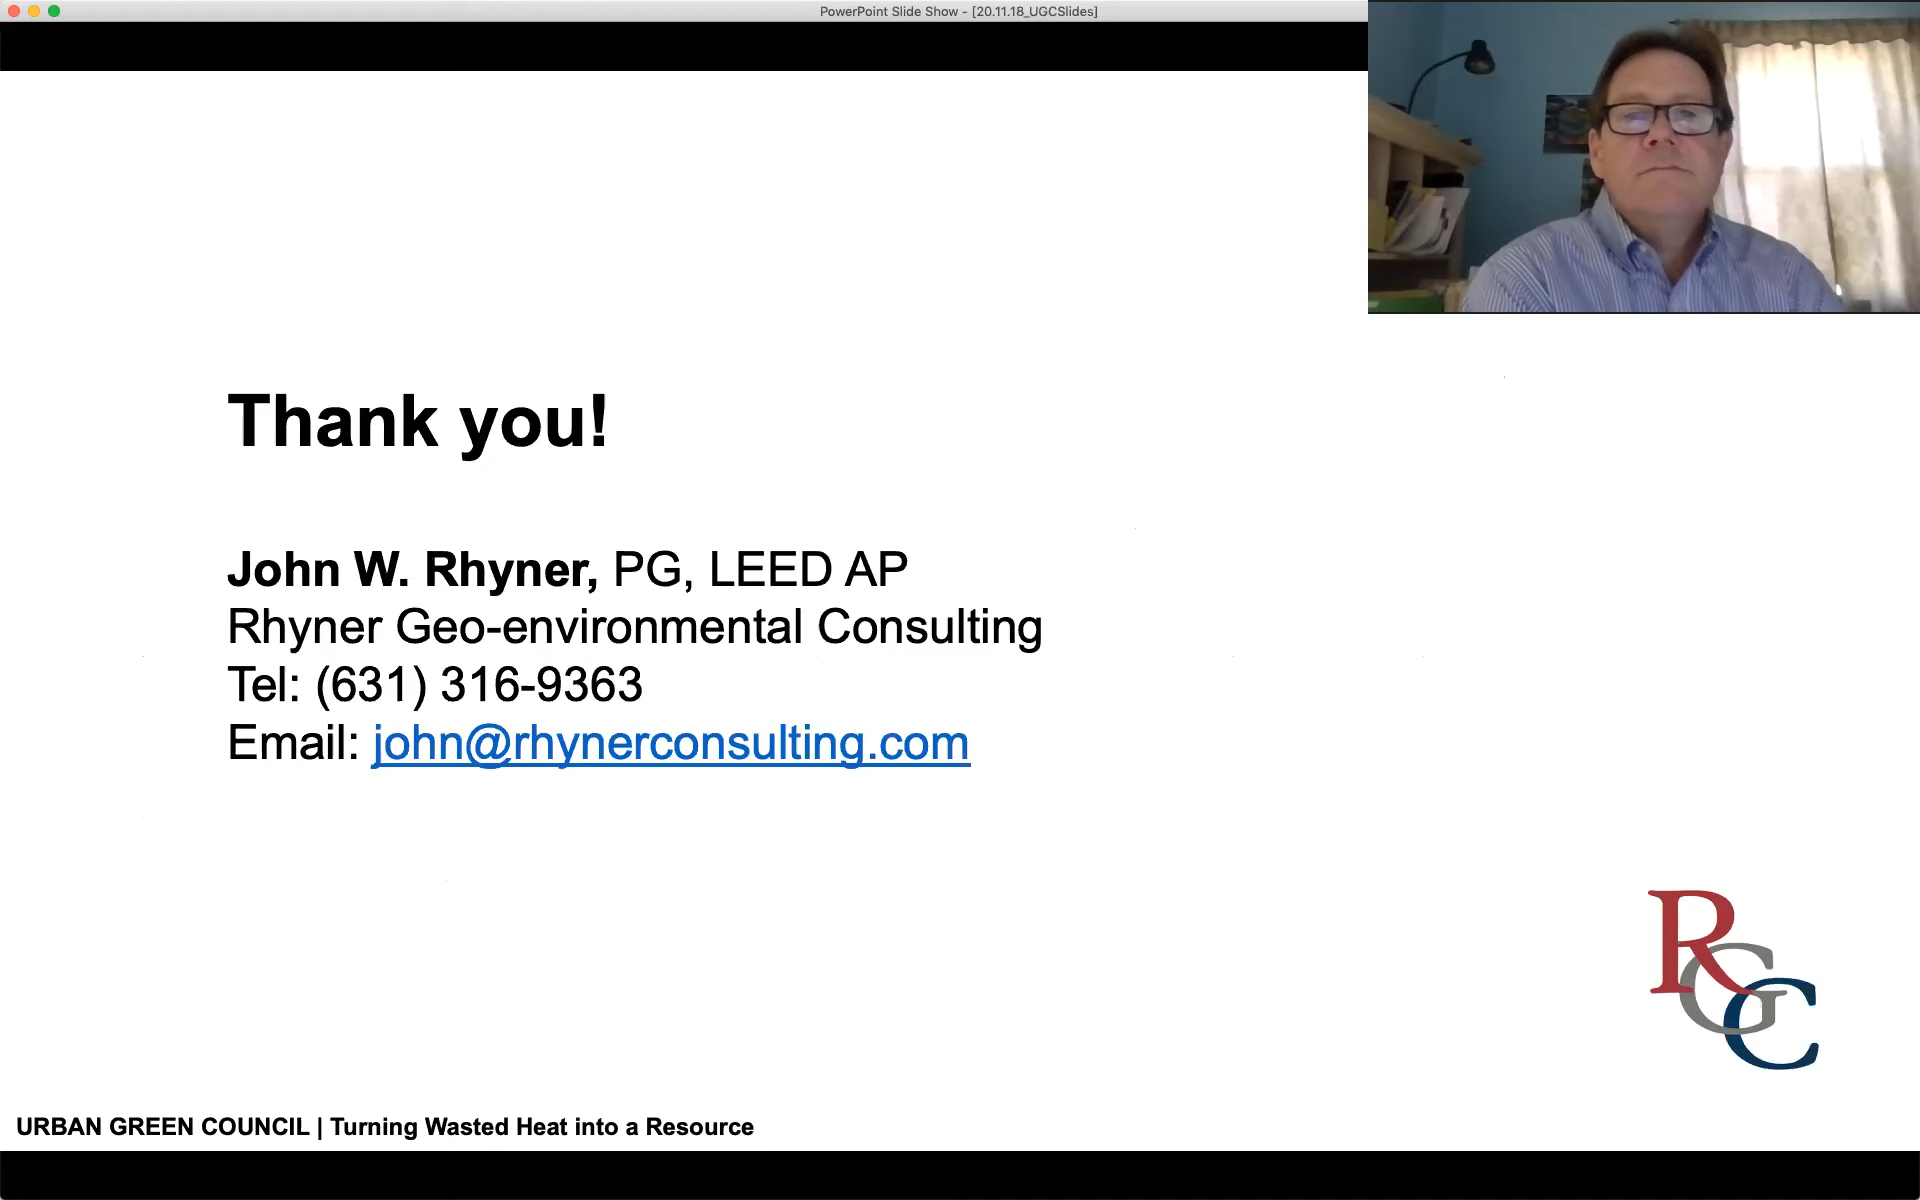 PowerPoint Slide Show - [20.11.18_UGCSlides]
Thank you!
John W. Rhyner, PG, LEED AP
Rhyner Geo-environmental Consulting
Tel: (631) 316-9363
Email: john@rhynerconsulting.com
RGC
URBAN GREEN COUNCIL | Turning Wasted Heat into a Resource